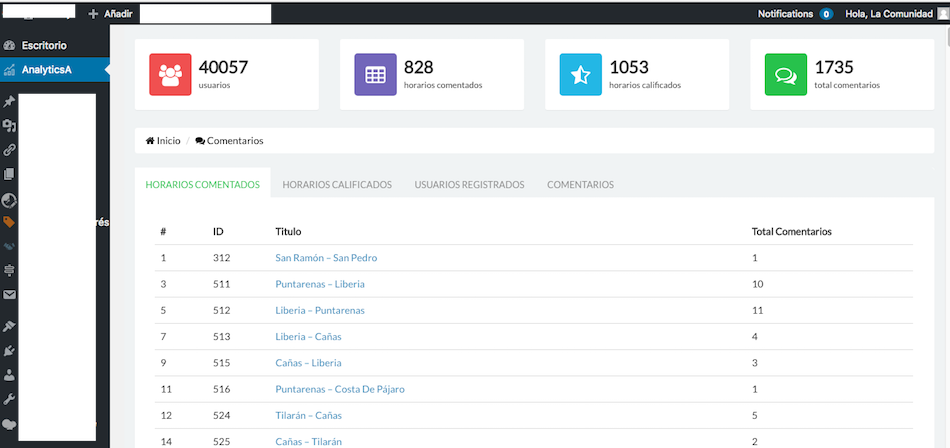 Añadir
Notifications 0 Hola, La Comunidad
Escritorio
AnalyticsA
rés
40057
usuarios
828
horarios comentados
1053
horarios calificados
1735
total comentarios
Inicio / Comentarios
HORARIOS COMENTADOS HORARIOS CALIFICADOS USUARIOS REGISTRADOS COMENTARIOS
# ID Titulo Total Comentarios
1 312 San Ramón – San Pedro 1
3 511 Puntarenas – Liberia 10
5 512 Liberia – Puntarenas 11
7 513 Liberia – Cañas 4
9 515 Cañas – Liberia 3
11 516 Puntarenas – Costa De Pájaro 1
12 524 Tilarán – Cañas 5
14 525 Cañas – Tilarán 2